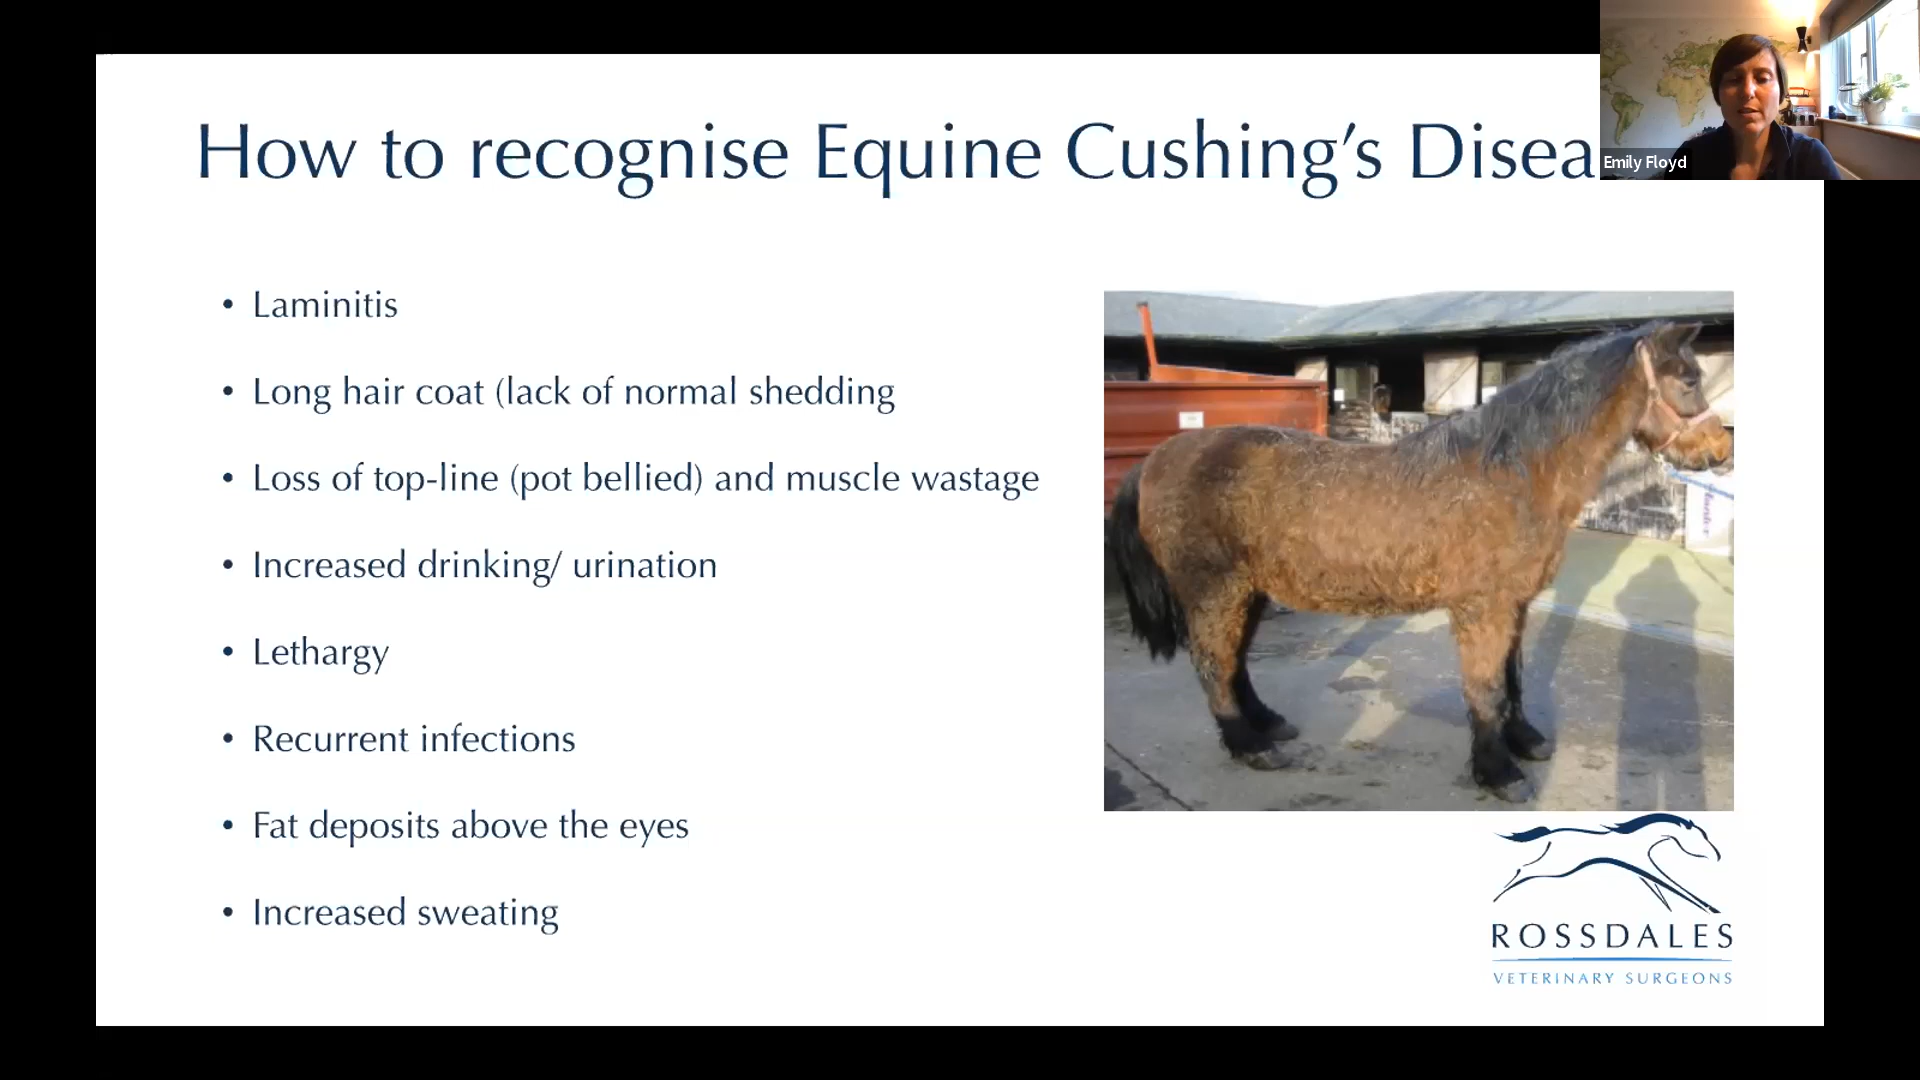 How to recognise Equine Cushing's Disea
Emily Floyd
• Laminitis
• Long hair coat (lack of normal shedding
• Loss of top-line (pot bellied) and muscle wastage
• Increased drinking/ urination
• Lethargy
• Recurrent infections
• Fat deposits above the eyes
• Increased sweating
ROSSDALES
VETERINARY SURGEONS